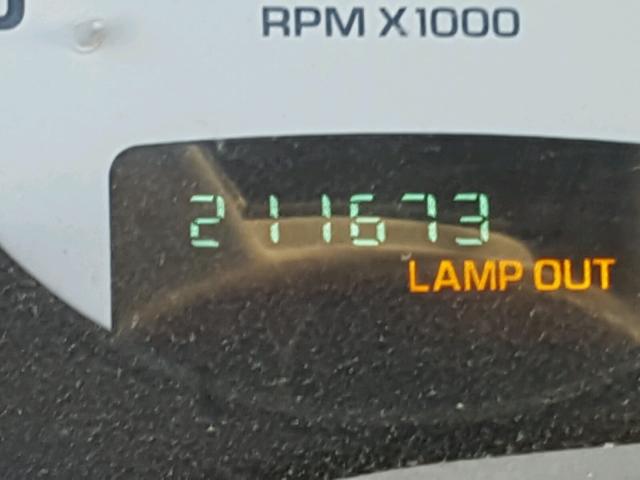 RPM X1000
211673
LAMP OUT